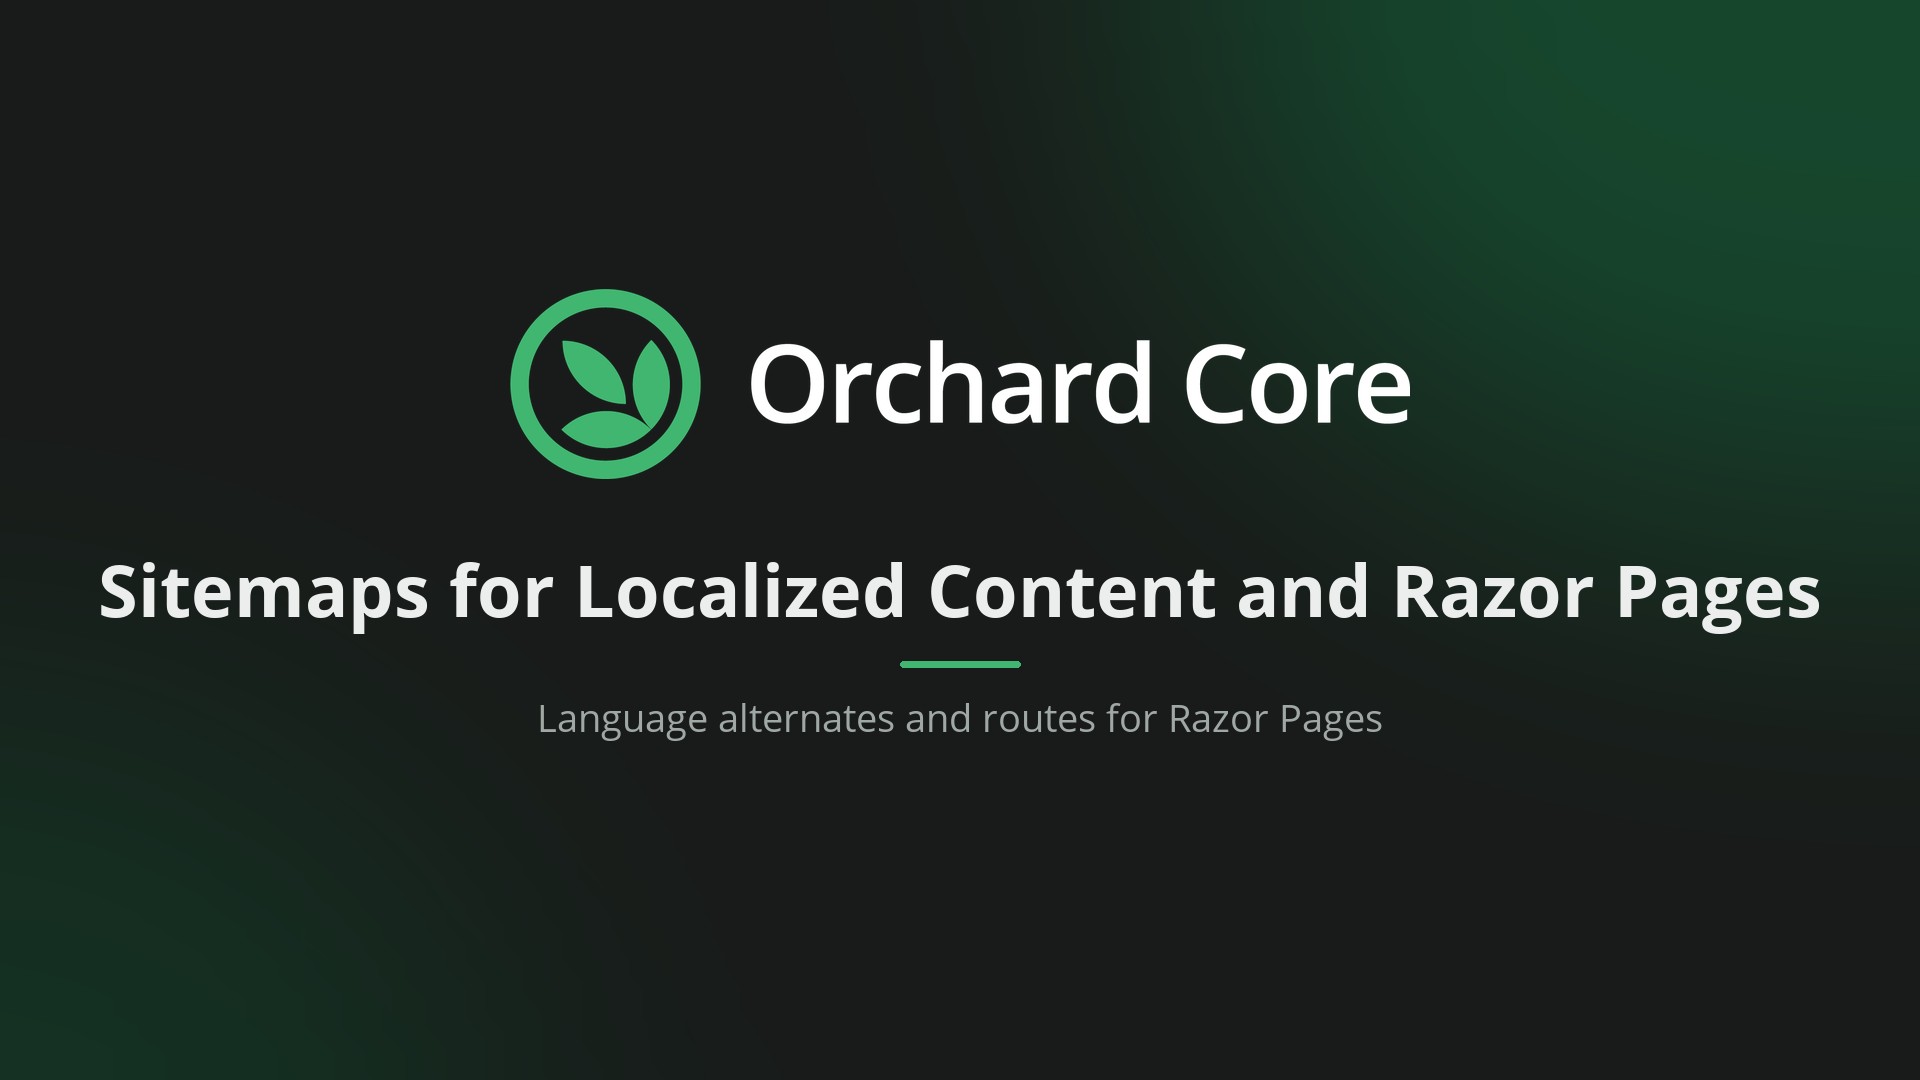 Orchard Core
Sitemaps for Localized Content and Razor Pages
Language alternates and routes for Razor Pages